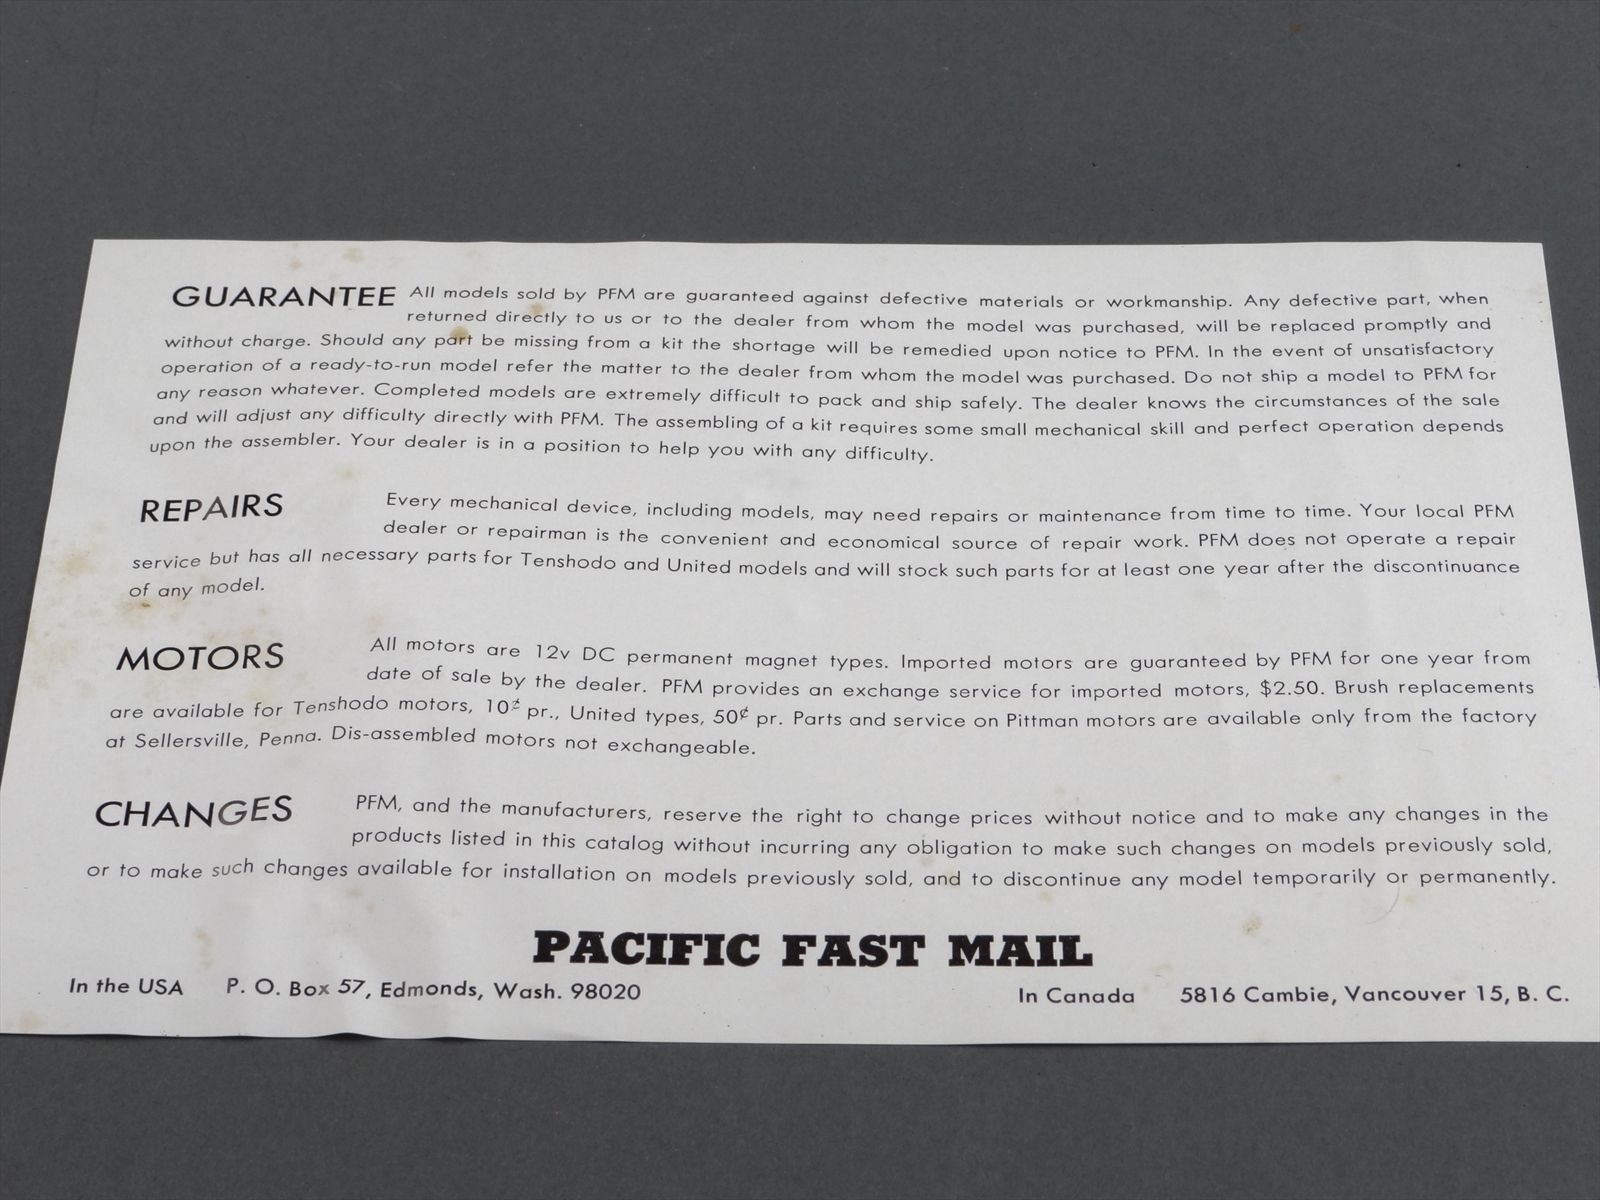 GUARANTEE All models sold by PFM are guaranteed against defective materials or workmanship. Any defective part, when
returned directly to us or to the dealer from whom the model was purchased, will be replaced promptly and
without charge. Should any part be missing from a kit the shortage will be remedied upon notice to PFM. In the event of unsatisfactory
operation of a ready-to-run model refer the matter to the dealer from whom the model was purchased. Do not ship a model to PFM for
any reason whatever. Completed models are extremely difficult to pack and ship safely. The dealer knows the circumstances of the sale
and will adjust any difficulty directly with PFM. The assembling of a kit requires some small mechanical skill and perfect operation depends
upon the assembler. Your dealer is in a position to help you with any difficulty.
REPAIRS Every mechanical device, including models, may need repairs or maintenance from time to time. Your local PFM
dealer or repairman is the convenient and economical source of repair work. PFM does not operate a repair
service but has all necessary parts for Tenshodo and United models and will stock such parts for at least one year after the discontinuance
of any model.
MOTORS All motors are 12v DC permanent magnet types. Imported motors are guaranteed by PFM for one year from
date of sale by the dealer. PFM provides an exchange service for imported motors, $2.50. Brush replacements
are available for Tenshodo motors, 10¢ pr., United types, 50¢ pr. Parts and service on Pittman motors are available only from the factory
at Sellersville, Penna. Dis-assembled motors not exchangeable.
CHANGES PFM, and the manufacturers, reserve the right to change prices without notice and to make any changes in the
products listed in this catalog without incurring any obligation to make such changes on models previously sold,
or to make such changes available for installation on models previously sold, and to discontinue any model temporarily or permanently.
PACIFIC FAST MAIL
In the USA P. O. Box 57, Edmonds, Wash. 98020 In Canada 5816 Cambie, Vancouver 15, B. C.